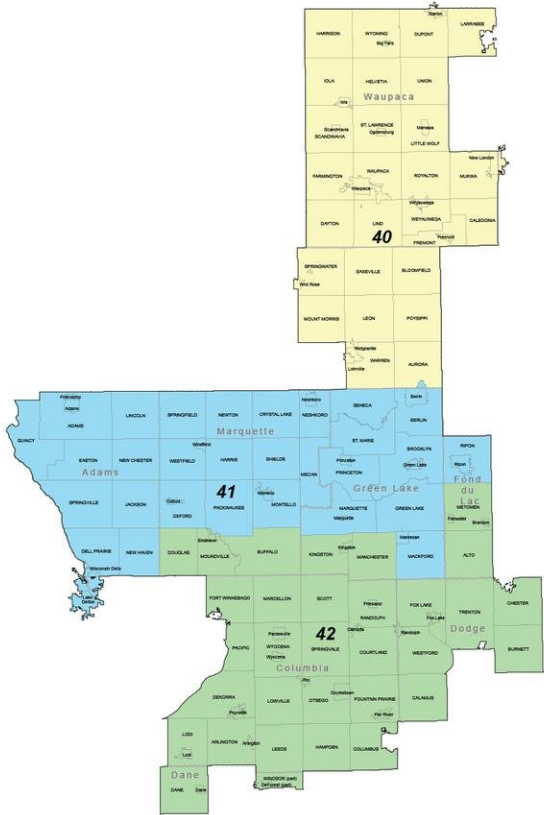 Marion
HARRISON WYOMING DUPONT LARRABEE
Big Falls
IOLA HELVETIA UNION
Waupaca
Iola
Scandinavia ST. LAWRENCE Manawa
SCANDINAVIA Ogdensburg
LITTLE WOLF
New London
FARMINGTON WAUPACA ROYALTON MUKWA
Waupaca
Weyauwega
DAYTON LIND WEYAUWEGA CALEDONIA
40
FREMONT Fremont
SPRINGWATER SAXEVILLE BLOOMFIELD
Wild Rose
MOUNT MORRIS LEON POYSIPPI
Redgranite
Lohrville WARREN AURORA
Friendship Neshkoro Berlin
Adams
QUINCY ADAMS LINCOLN SPRINGFIELD NEWTON CRYSTAL LAKE NESHKORO SENECA BERLIN
Marquette
Westfield
EASTON NEW CHESTER WESTFIELD HARRIS SHIELDS MECAN ST. MARIE BROOKLYN RIPON
Adams
Princeton Green Lake Ripon
PRINCETON
Green Lake
Fond
du
Lac
41
SPRINGVILLE JACKSON Oxford OXFORD PACKWAUKEE Montello MONTELLO MARQUETTE GREEN LAKE METOMEN
Marquette
Fairwater Brandon
Endeavor Kingston Markesan
DELL PRAIRIE NEW HAVEN DOUGLAS MOUNDVILLE BUFFALO KINGSTON MANCHESTER MACKFORD ALTO
Wisconsin Dells
Lake
Delton
FORT WINNEBAGO MARCELLON SCOTT Friesland RANDOLPH FOX LAKE TRENTON CHESTER
Fox Lake
Cambria Randolph
Dodge
42
Pardeeville
PACIFIC WYOCENA SPRINGVALE COURTLAND WESTFORD BURNETT
Wyocena
Columbia
Rio
Doylestown
DEKORRA LOWVILLE OTSEGO FOUNTAIN PRAIRIE CALAMUS
Poynette Fall River
LODI ARLINGTON Arlington LEEDS HAMPDEN COLUMBUS
Lodi
Dane
DANE Dane
WINDSOR (part)
DeForest (part)